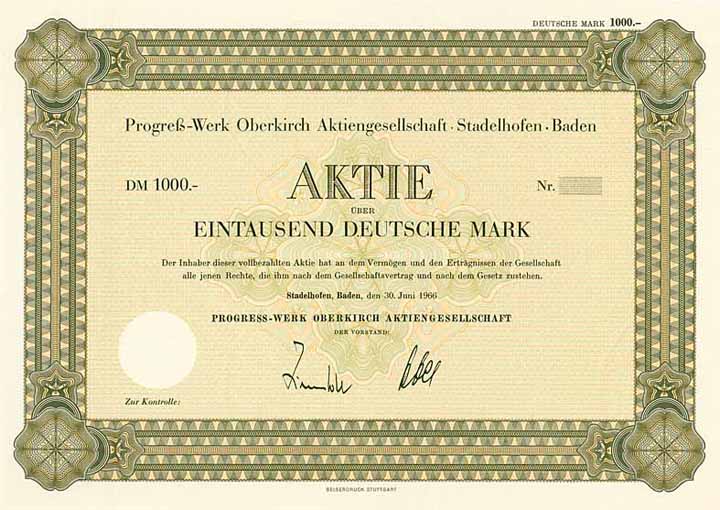 DEUTSCHE MARK 1000.-
Progreß-Werk Oberkirch Aktiengesellschaft · Stadelhofen · Baden
DM 1000.- AKTIE Nr.
ÜBER
EINTAUSEND DEUTSCHE MARK
Der Inhaber dieser vollbezahlten Aktie hat an dem Vermögen und den Erträgnissen der Gesellschaft
alle jenen Rechte, die ihm nach dem Gesellschaftsvertrag und nach dem Gesetz zustehen.
Stadelhofen, Baden, den 30. Juni 1966
PROGRESS-WERK OBERKIRCH AKTIENGESELLSCHAFT
DER VORSTAND:
Zur Kontrolle:
BEISERDRUCK STUTTGART